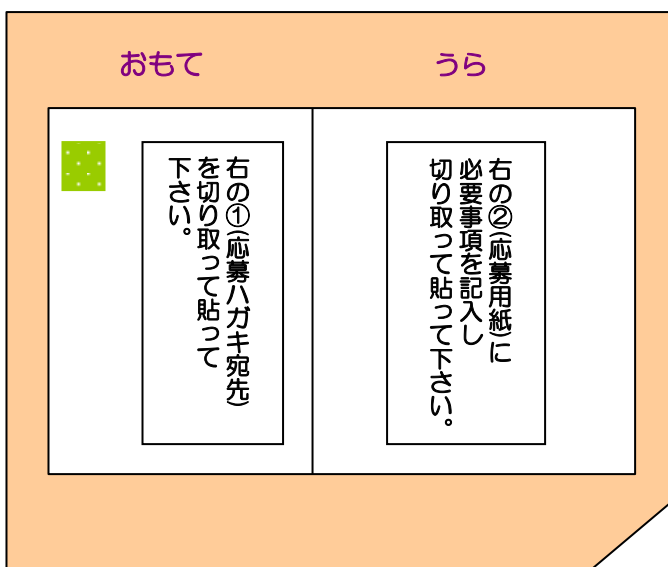 おもて
うら
右の①(応募ハガキ宛先)
を切り取って貼って
下さい。
右の②(応募用紙)に
必要事項を記入し
切り取って貼って下さい。